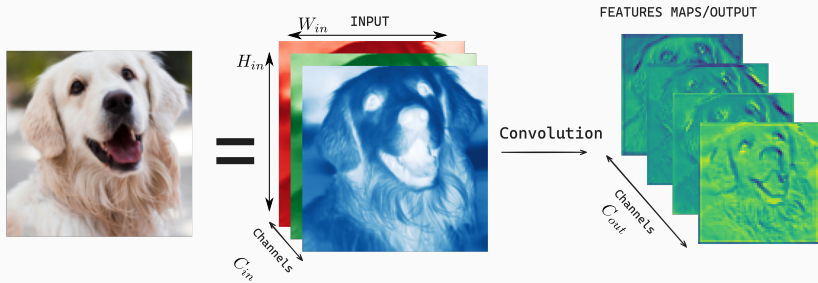 FEATURES MAPS/OUTPUT
W_in INPUT
H_in
Convolution
Channels
C_in
Channels
C_out